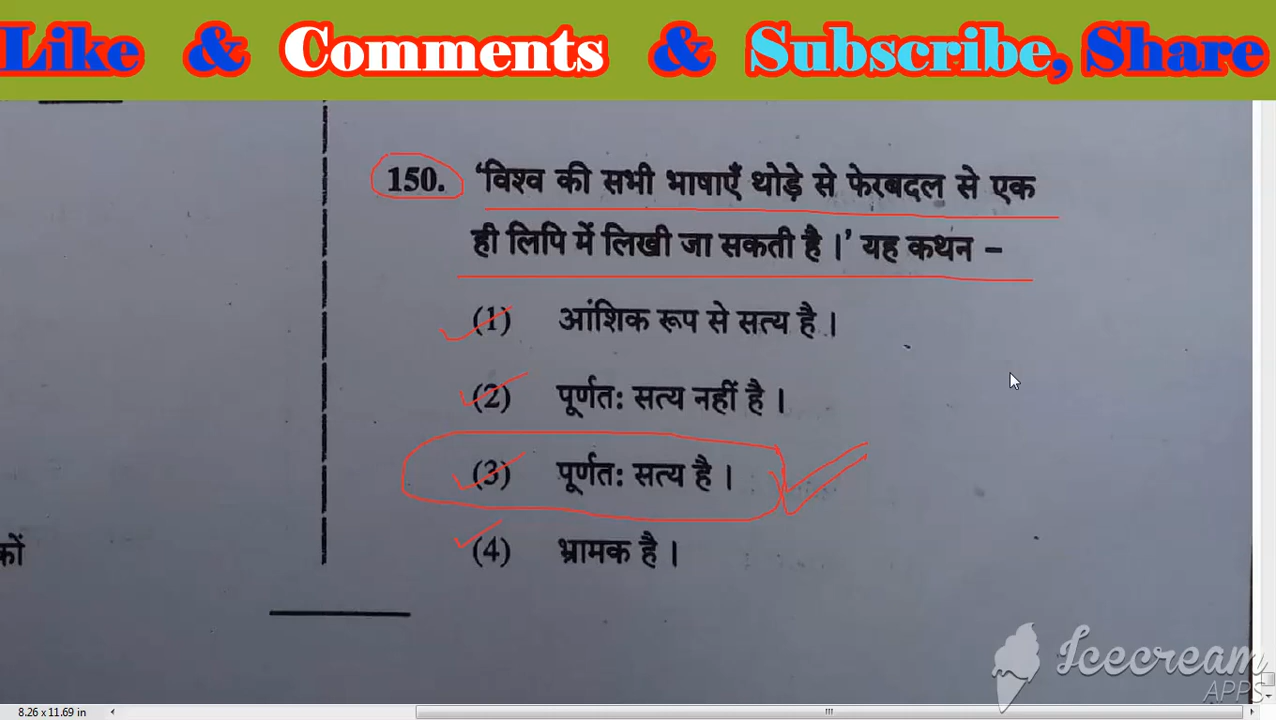 Like & Comments & Subscribe, Share
150. 'विश्व की सभी भाषाएँ थोड़े से फेरबदल से एक
ही लिपि में लिखी जा सकती है ।' यह कथन –
(1) आंशिक रूप से सत्य है ।
(2) पूर्णत: सत्य नहीं है ।
(3) पूर्णत: सत्य है ।
(4) भ्रामक है ।
कों
Icecream
APPS
8.26 x 11.69 in